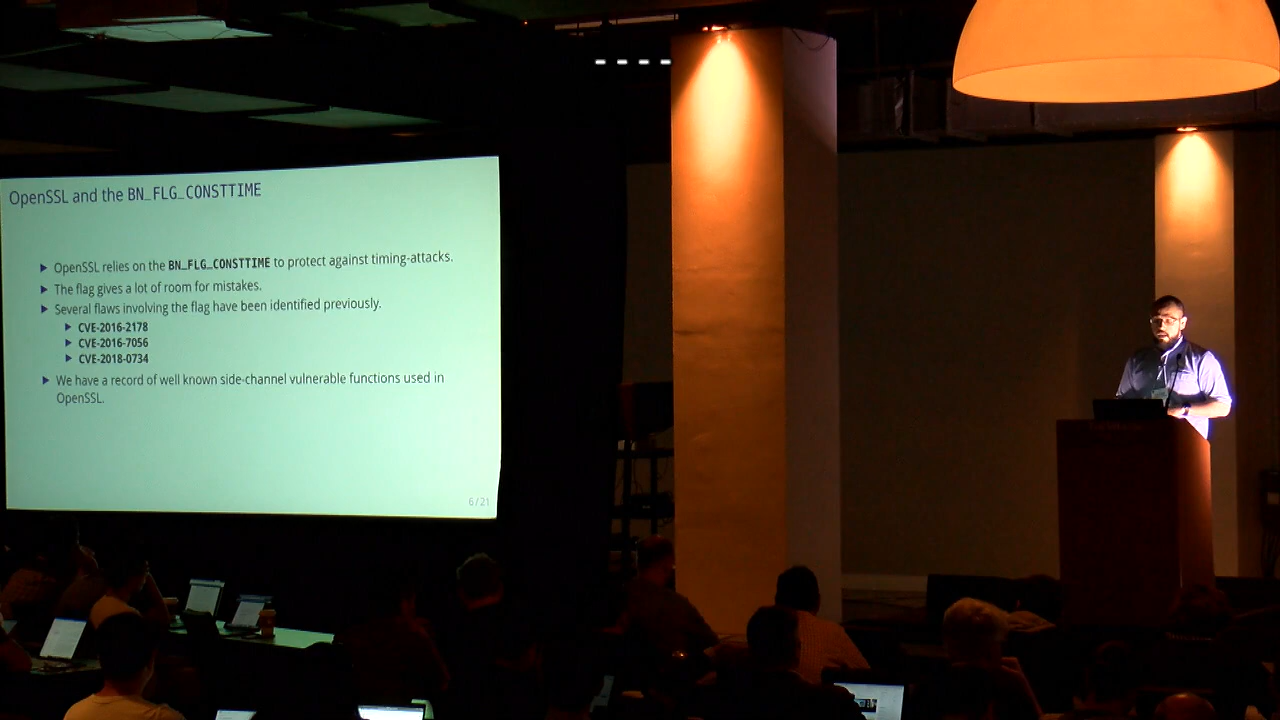 OpenSSL and the BN_FLG_CONSTTIME
▶ OpenSSL relies on the BN_FLG_CONSTTIME to protect against timing-attacks.
▶ The flag gives a lot of room for mistakes.
▶ Several flaws involving the flag have been identified previously.
▶ CVE-2016-2178
▶ CVE-2016-7056
▶ CVE-2018-0734
▶ We have a record of well known side-channel vulnerable functions used in
OpenSSL.
6/21